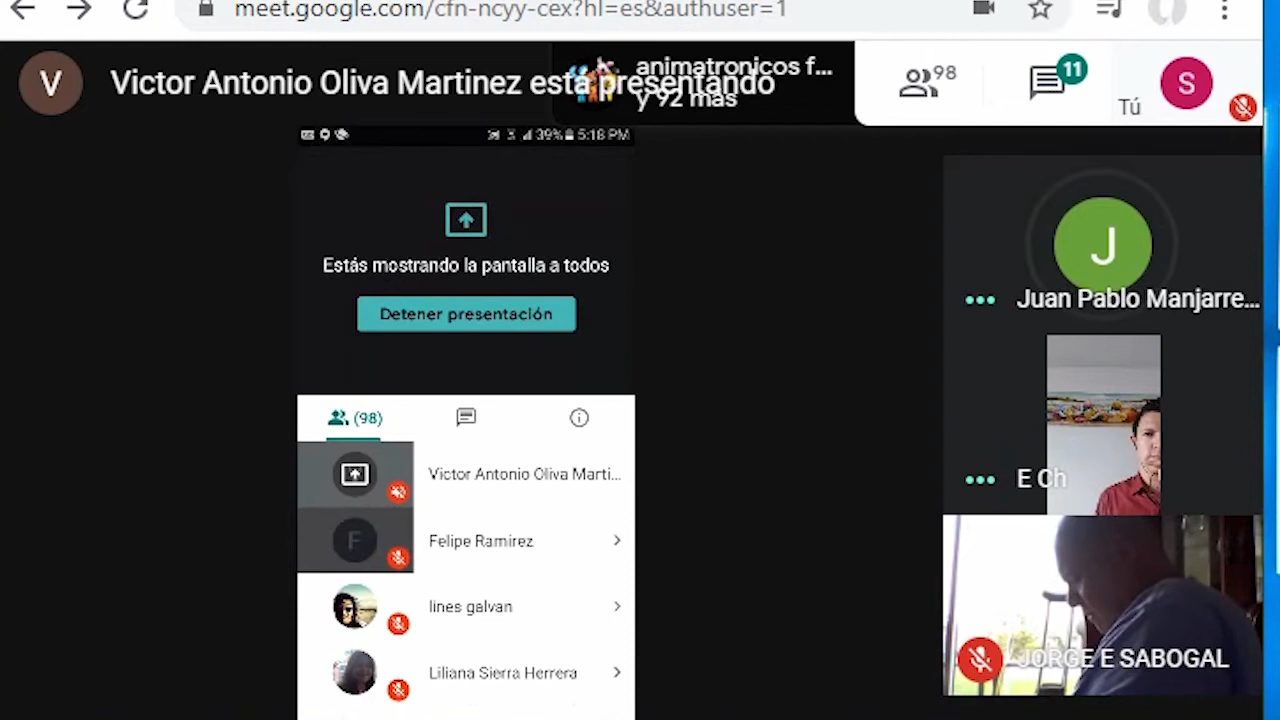 meet.google.com/cfn-ncyy-cex?hl=es&authuser=1
V
Victor Antonio Oliva Martinez está presentando
animatronicos f...
y 92 más
98
11
Tú
S
39% 5:18 PM
Estás mostrando la pantalla a todos
Detener presentación
(98)
Victor Antonio Oliva Marti...
F
Felipe Ramirez
lines galvan
Liliana Sierra Herrera
J
Juan Pablo Manjarre...
E Ch
JORGE E SABOGAL